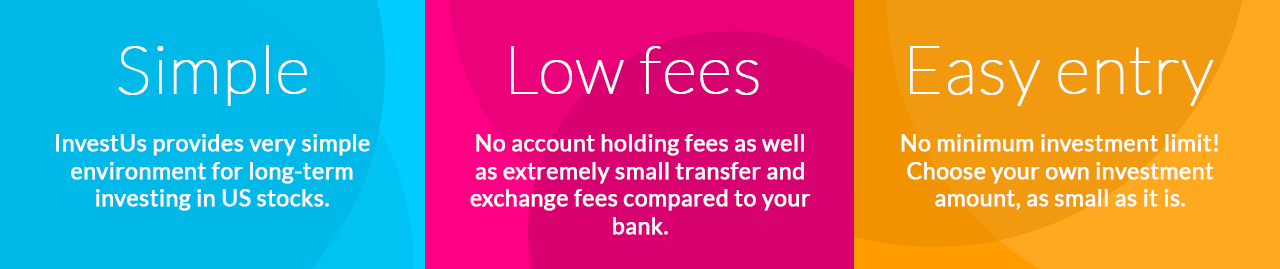 Simple
InvestUs provides very simple
environment for long-term
investing in US stocks.
Low fees
No account holding fees as well
as extremely small transfer and
exchange fees compared to your
bank.
Easy entry
No minimum investment limit!
Choose your own investment
amount, as small as it is.